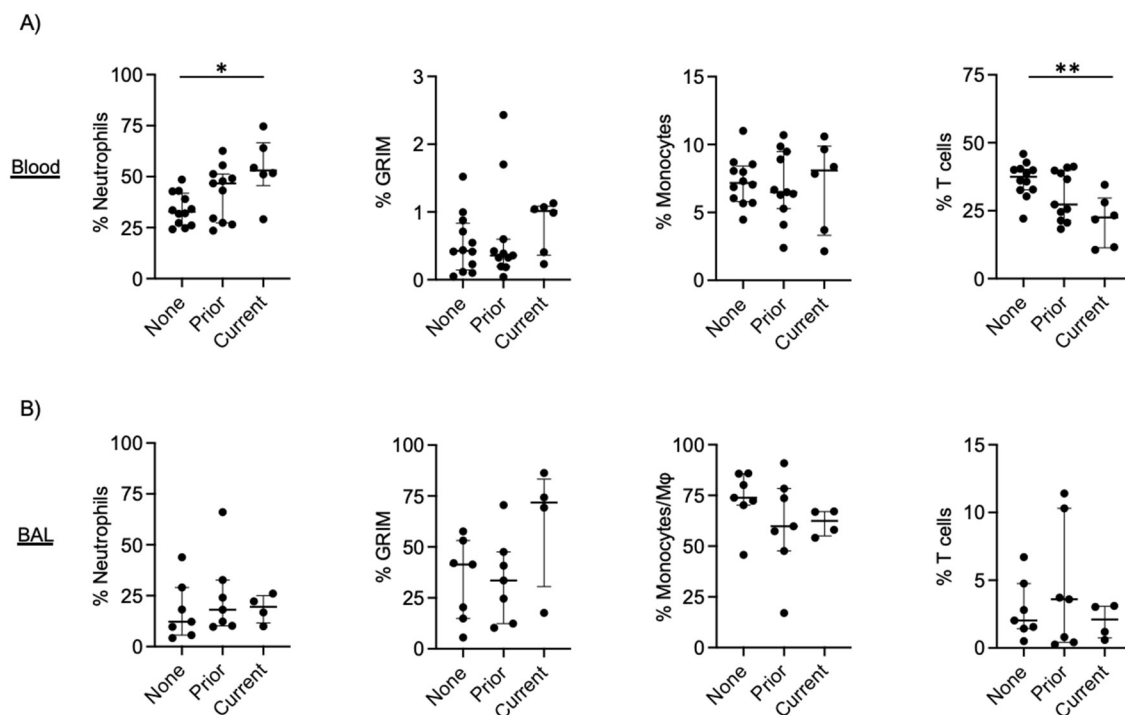 A)
Blood
% Neutrophils
100
75
50
25
0
*
None
Prior
Current
% GRIM
3
2
1
0
None
Prior
Current
% Monocytes
15
10
5
0
None
Prior
Current
% T cells
75
50
25
0
**
None
Prior
Current
B)
BAL
% Neutrophils
100
75
50
25
0
None
Prior
Current
% GRIM
100
75
50
25
0
None
Prior
Current
% Monocytes/Mφ
100
75
50
25
0
None
Prior
Current
% T cells
15
10
5
0
None
Prior
Current